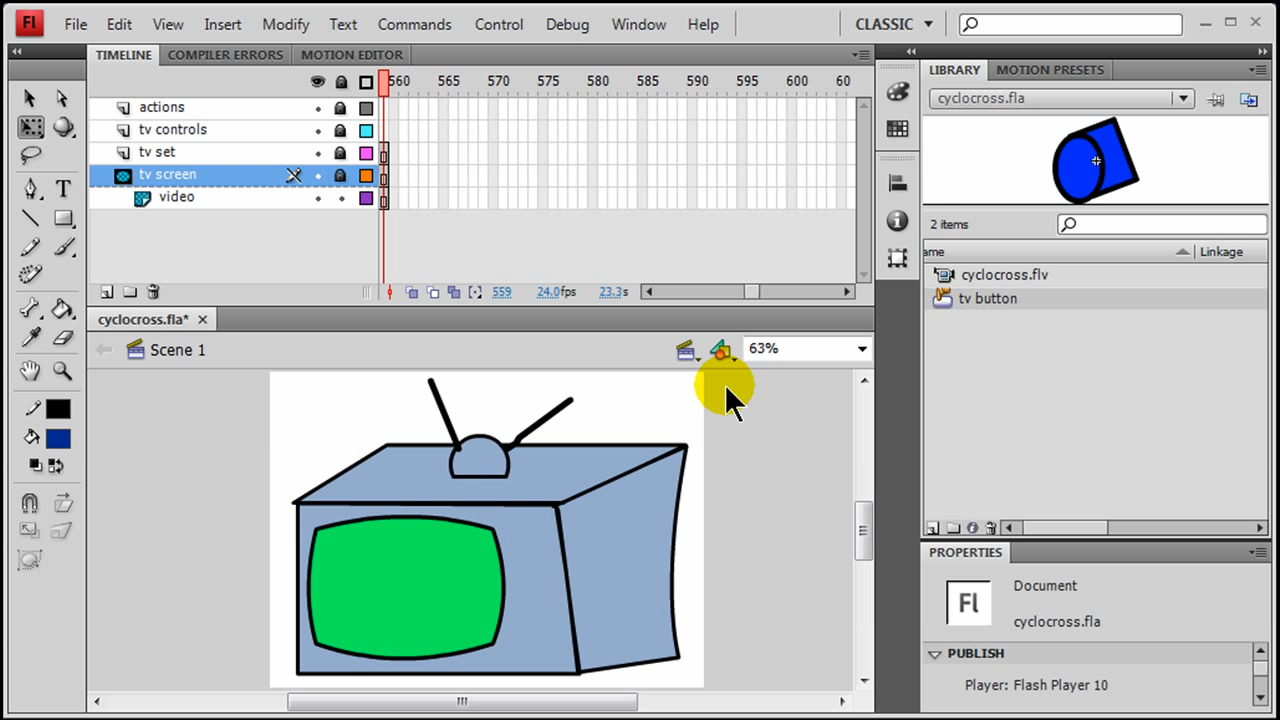 Fl File Edit View Insert Modify Text Commands Control Debug Window Help CLASSIC
TIMELINE COMPILER ERRORS MOTION EDITOR
560 565 570 575 580 585 590 595 600 60
actions
tv controls
tv set
tv screen
video
559 24.0fps 23.3s
cyclocross.fla*
Scene 1
63%
LIBRARY MOTION PRESETS
cyclocross.fla
2 items
ame Linkage
cyclocross.flv
tv button
PROPERTIES
Fl
Document
cyclocross.fla
PUBLISH
Player: Flash Player 10